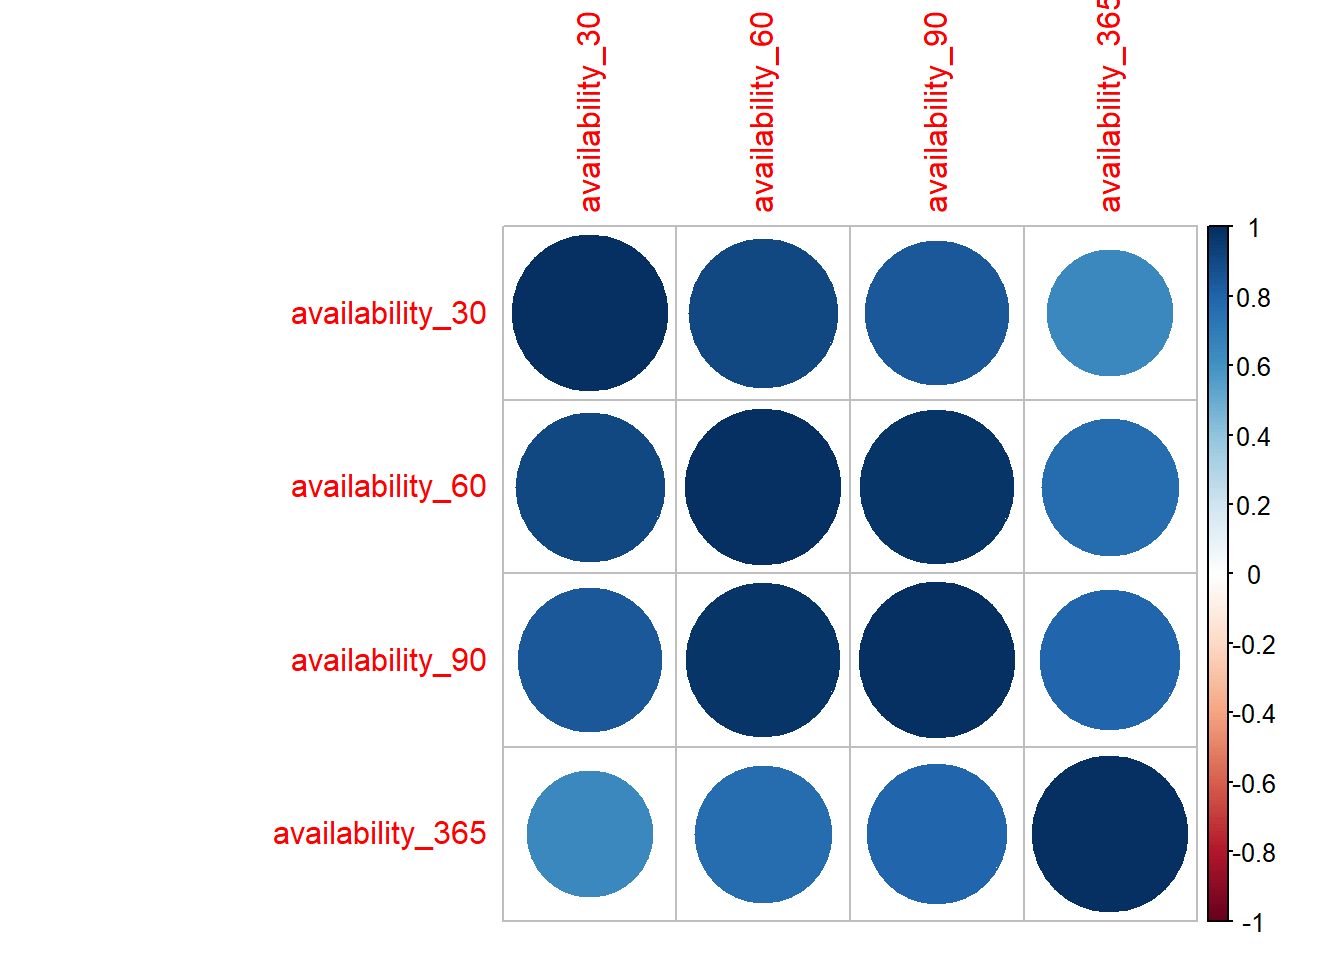 availability_30
availability_60
availability_90
availability_365
availability_30
availability_60
availability_90
availability_365
1
0.8
0.6
0.4
0.2
0
-0.2
-0.4
-0.6
-0.8
-1